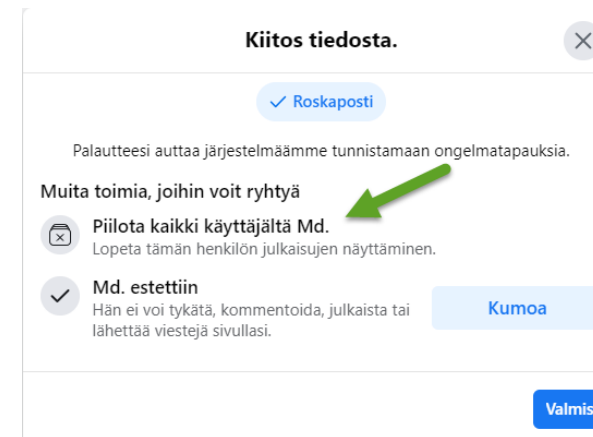 Kiitos tiedosta.
Roskaposti
Palautteesi auttaa järjestelmäämme tunnistamaan ongelmatapauksia.
Muita toimia, joihin voit ryhtyä
Piilota kaikki käyttäjältä Md.
Lopeta tämän henkilön julkaisujen näyttäminen.
Md. estettiin
Hän ei voi tykätä, kommentoida, julkaista tai
lähettää viestejä sivullasi.
Kumoa
Valmis